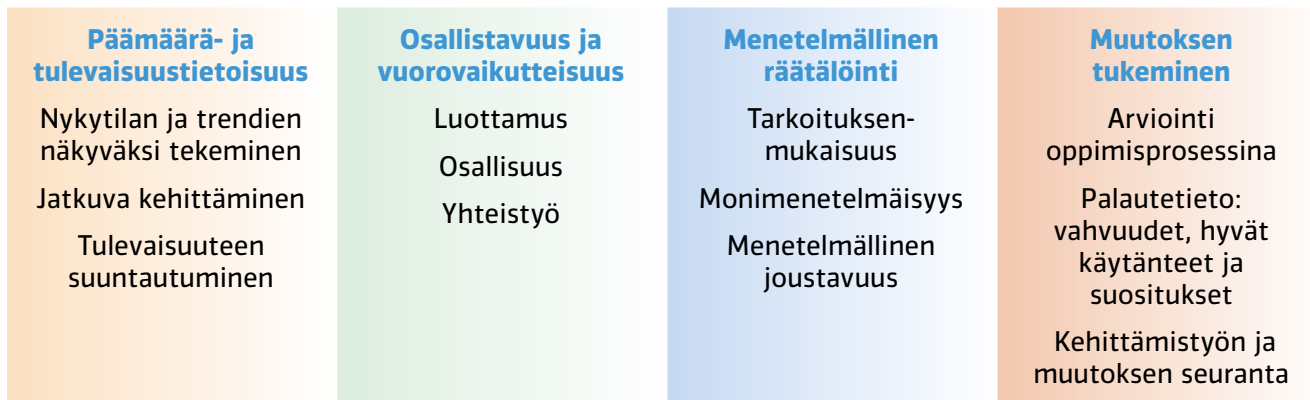 Päämäärä- ja
tulevaisuustietoisuus
Nykytilan ja trendien
näkyväksi tekeminen
Jatkuva kehittäminen
Tulevaisuuteen
suuntautuminen
Osallistavuus ja
vuorovaikutteisuus
Luottamus
Osallisuus
Yhteistyö
Menetelmällinen
räätälöinti
Tarkoituksen-
mukaisuus
Monimenetelmäisyys
Menetelmällinen
joustavuus
Muutoksen
tukeminen
Arviointi
oppimisprosessina
Palautetieto:
vahvuudet, hyvät
käytänteet ja
suositukset
Kehittämistyön ja
muutoksen seuranta